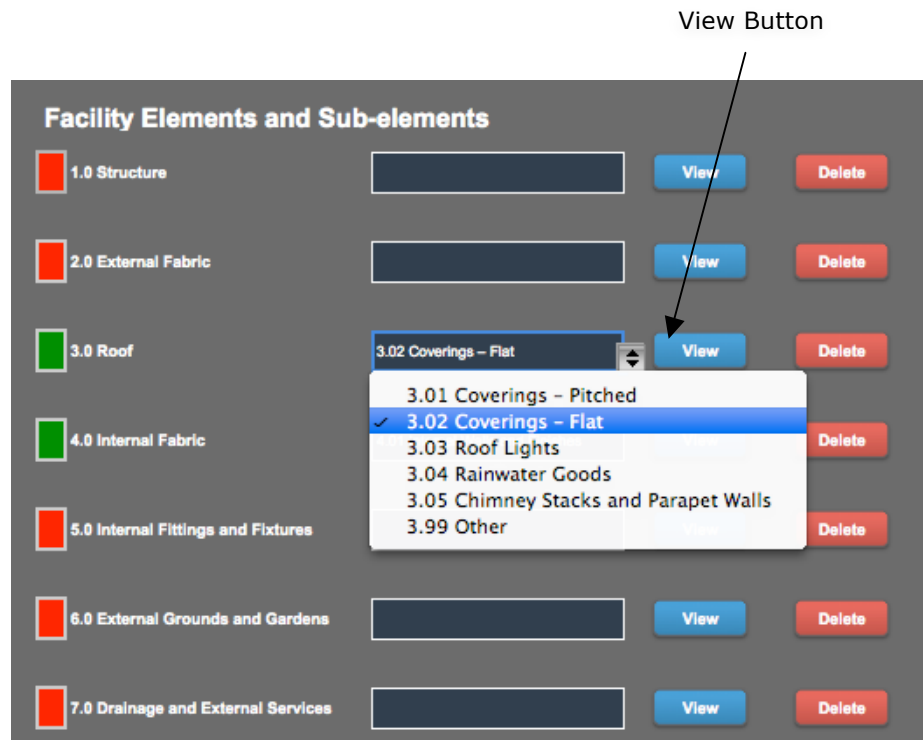 View Button
Facility Elements and Sub-elements
1.0 Structure View Delete
2.0 External Fabric View Delete
3.0 Roof 3.02 Coverings – Flat View Delete
3.01 Coverings – Pitched
✓ 3.02 Coverings – Flat
4.0 Internal Fabric Delete
3.03 Roof Lights
3.04 Rainwater Goods
3.05 Chimney Stacks and Parapet Walls
3.99 Other
5.0 Internal Fittings and Fixtures Delete
6.0 External Grounds and Gardens View Delete
7.0 Drainage and External Services View Delete